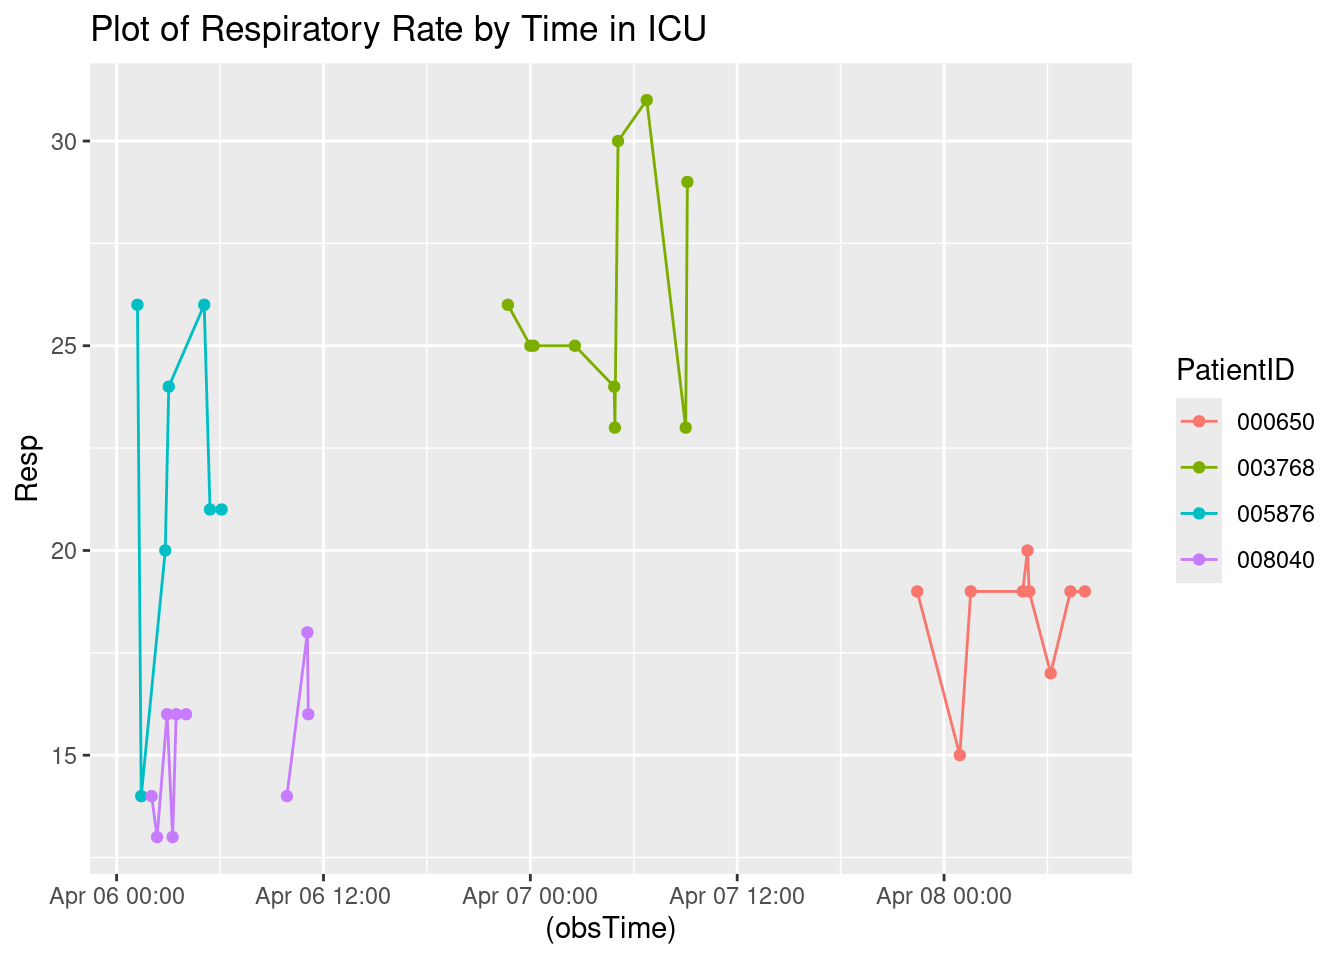 Plot of Respiratory Rate by Time in ICU
30
25
20
15
Resp
Apr 06 00:00
Apr 06 12:00
Apr 07 00:00
Apr 07 12:00
Apr 08 00:00
(obsTime)
PatientID
000650
003768
005876
008040